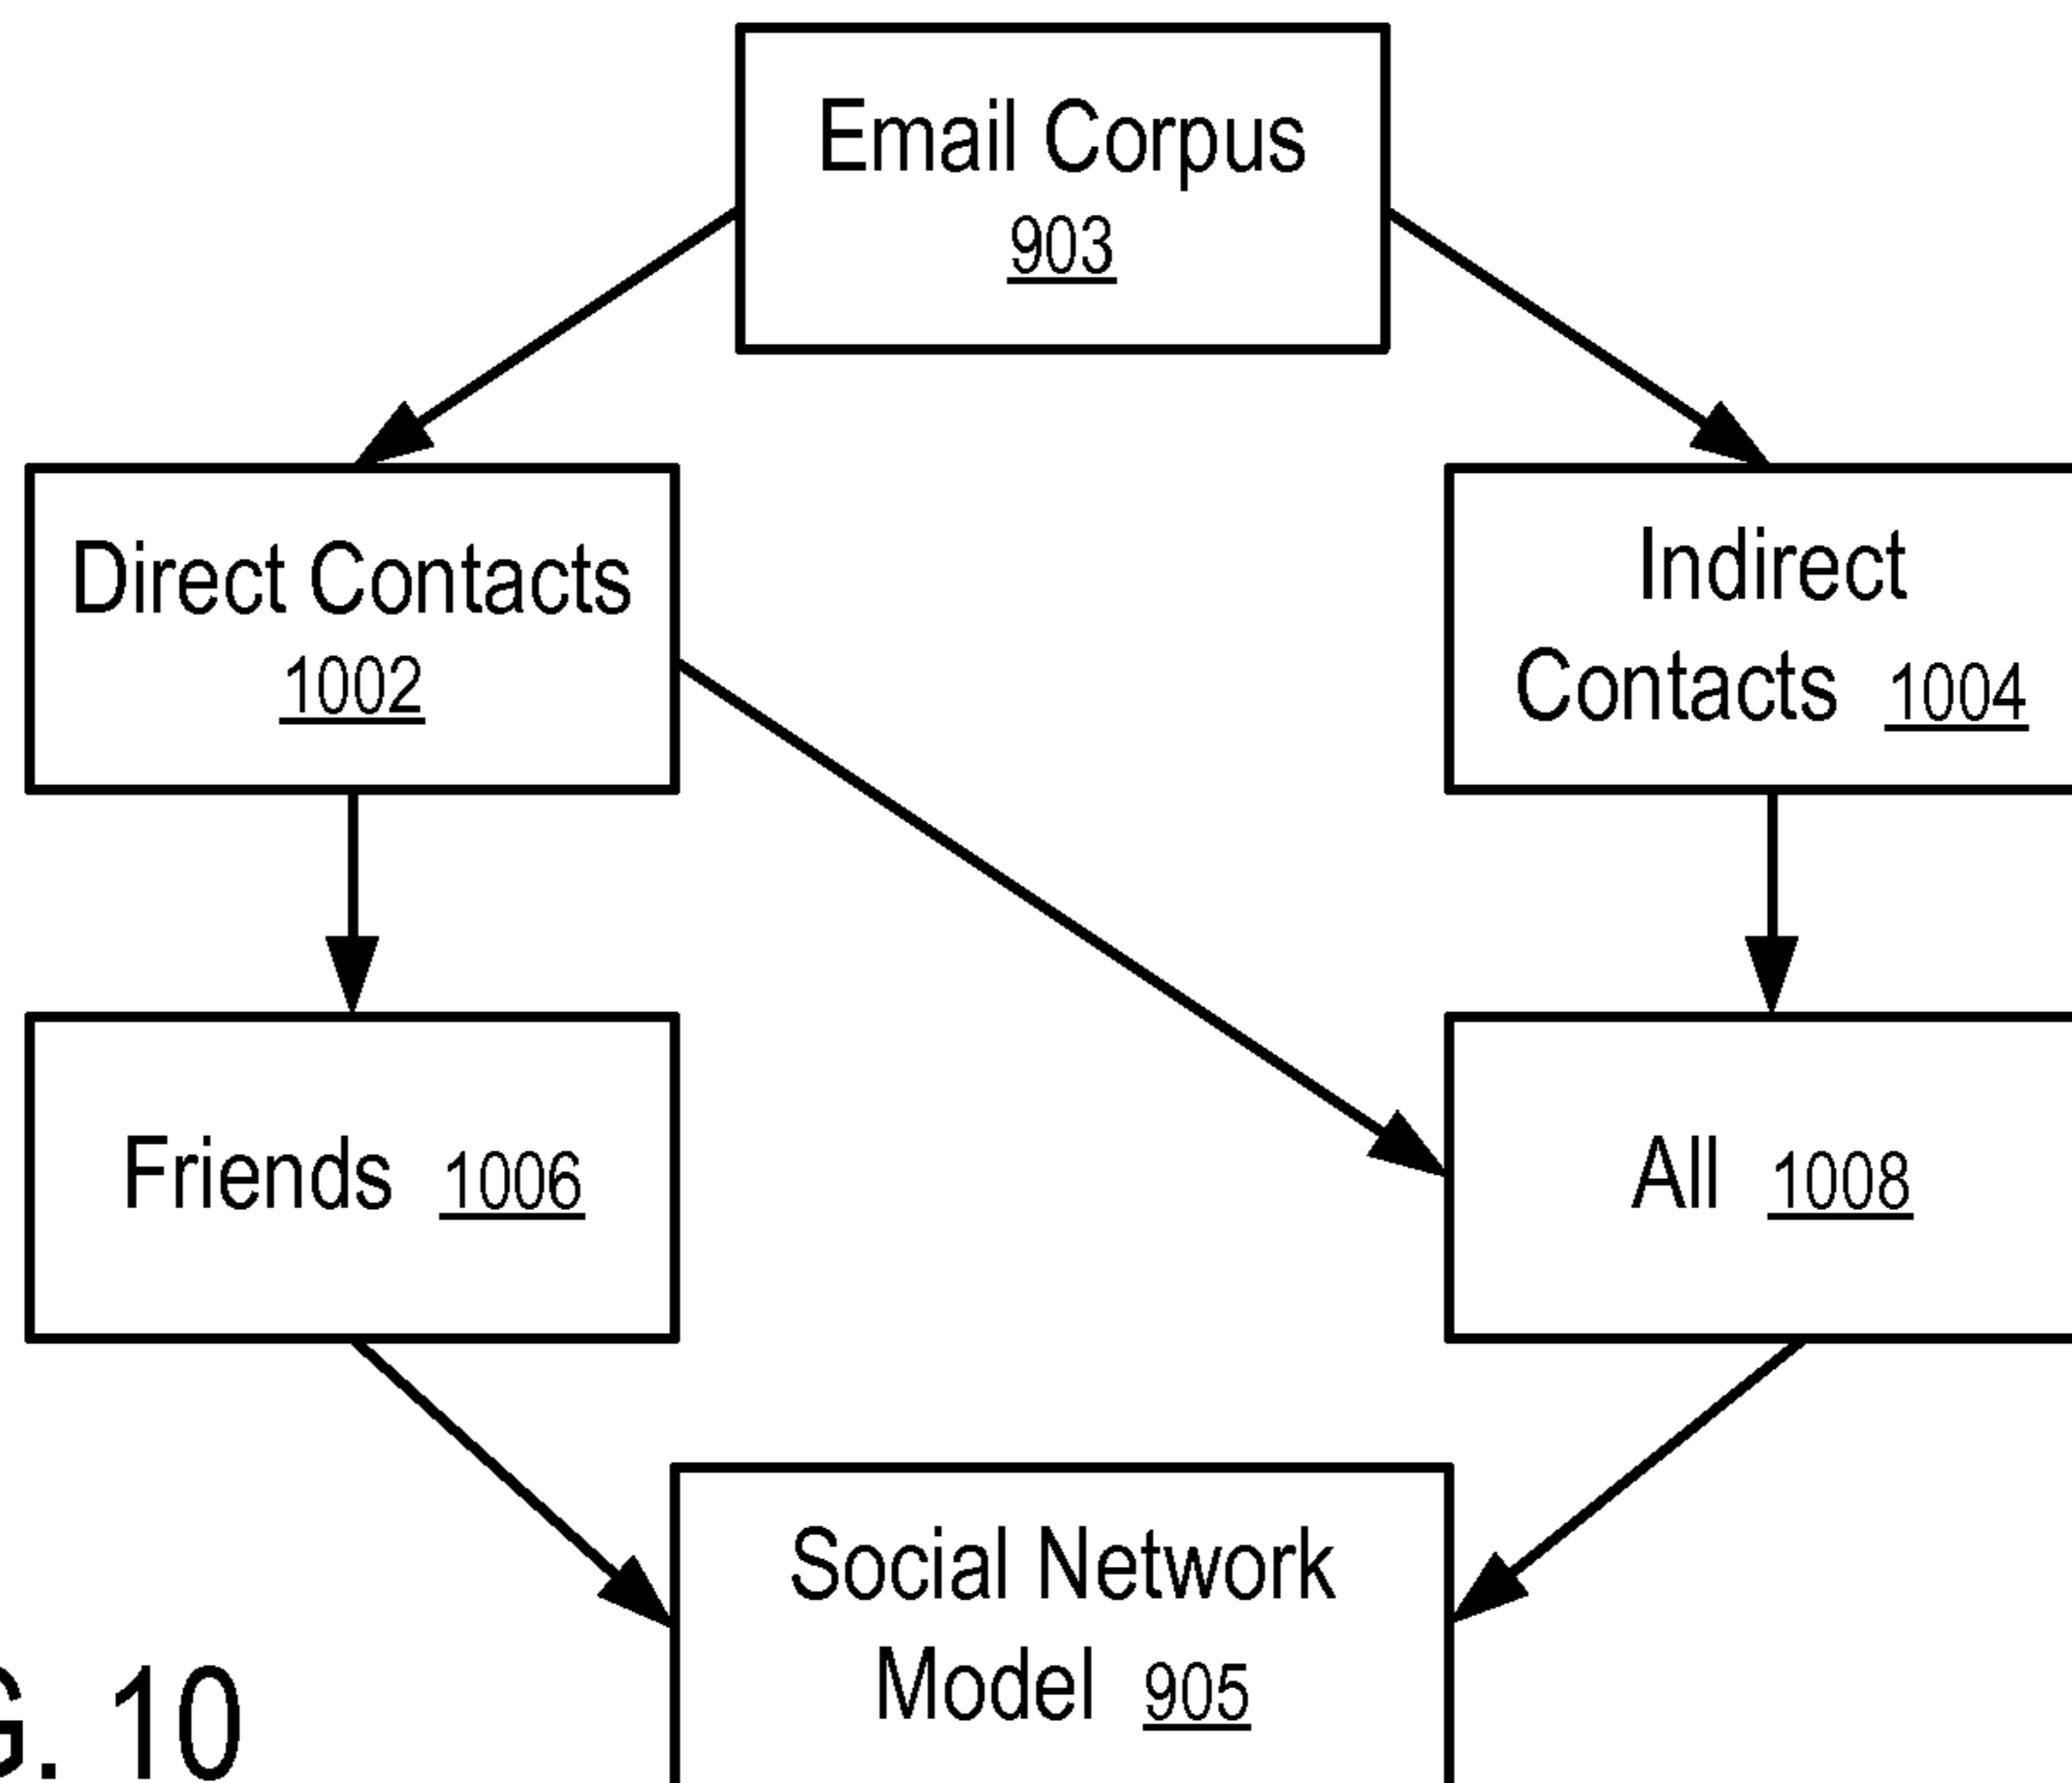 Email Corpus
903
Direct Contacts
1002
Indirect
Contacts 1004
Friends 1006
All 1008
Social Network
Model 905
G. 10